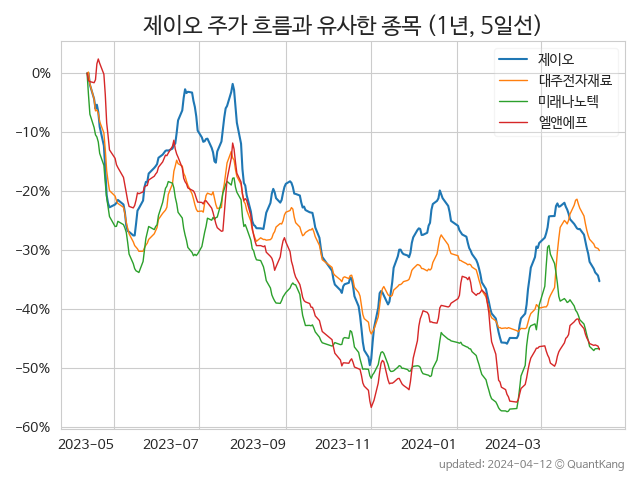 제이오 주가 흐름과 유사한 종목 (1년, 5일선)
제이오
대주전자재료
미래나노텍
엘앤에프
0%
−10%
−20%
−30%
−40%
−50%
−60%
2023-05
2023-07
2023-09
2023-11
2024-01
2024-03
updated: 2024-04-12 © QuantKang